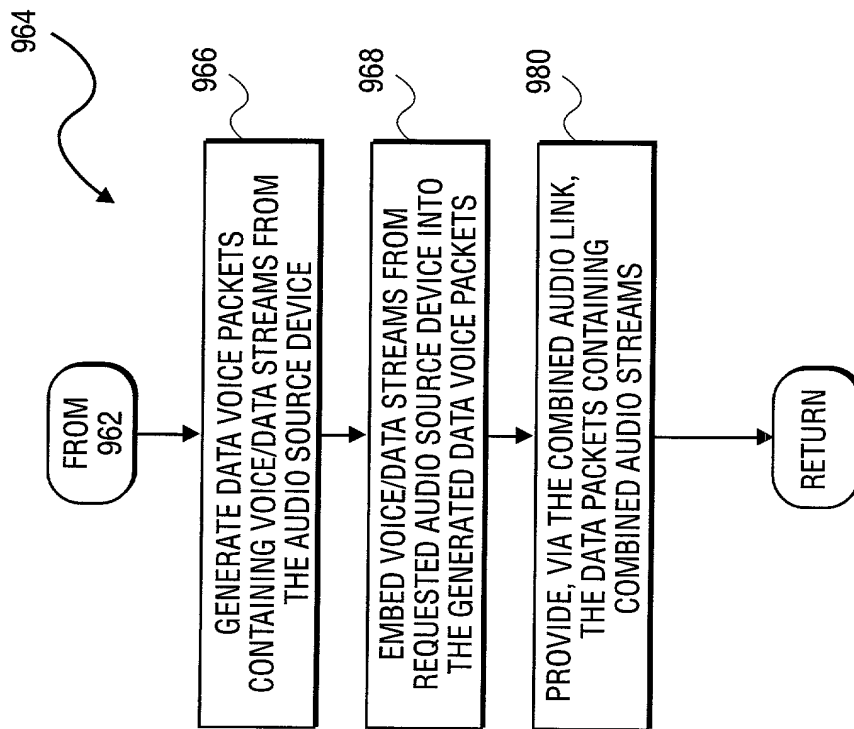 964
FROM
962
966
GENERATE DATA VOICE PACKETS
CONTAINING VOICE/DATA STREAMS FROM
THE AUDIO SOURCE DEVICE
968
EMBED VOICE/DATA STREAMS FROM
REQUESTED AUDIO SOURCE DEVICE INTO
THE GENERATED DATA VOICE PACKETS
980
PROVIDE, VIA THE COMBINED AUDIO LINK,
THE DATA PACKETS CONTAINING
COMBINED AUDIO STREAMS
RETURN